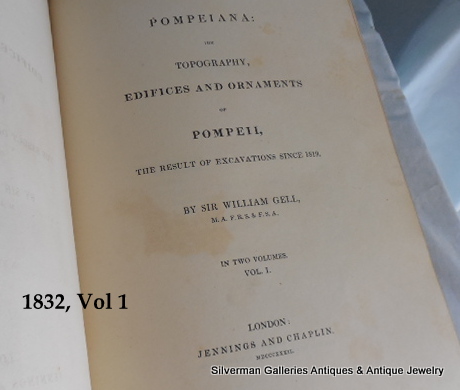 POMPEIANA:
THE
TOPOGRAPHY,
EDIFICES AND ORNAMENTS
OF
POMPEII,
THE RESULT OF EXCAVATIONS SINCE 1819,
BY SIR WILLIAM GELL,
M.A. F.R.S. & F.S.A.
IN TWO VOLUMES.
VOL. I.
LONDON:
JENNINGS AND CHAPLIN.
MDCCCXXXII.
1832, Vol 1
Silverman Galleries Antiques & Antique Jewelry